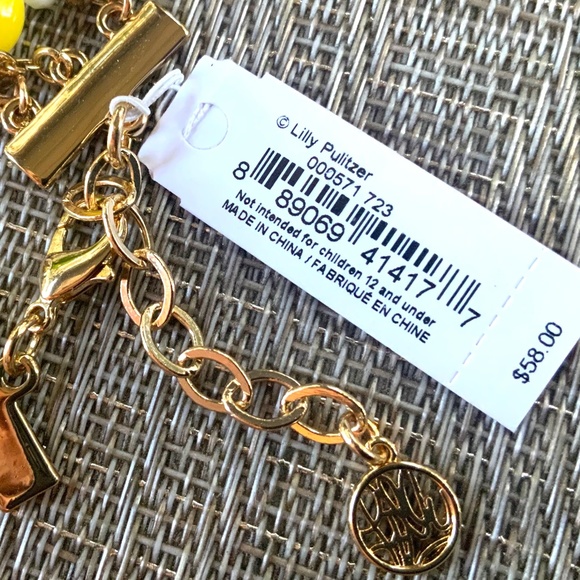 © Lilly Pulitzer
000571 723
8 89069 41417 7
Not intended for children 12 and under
MADE IN CHINA / FABRIQUÉ EN CHINE
$58.00